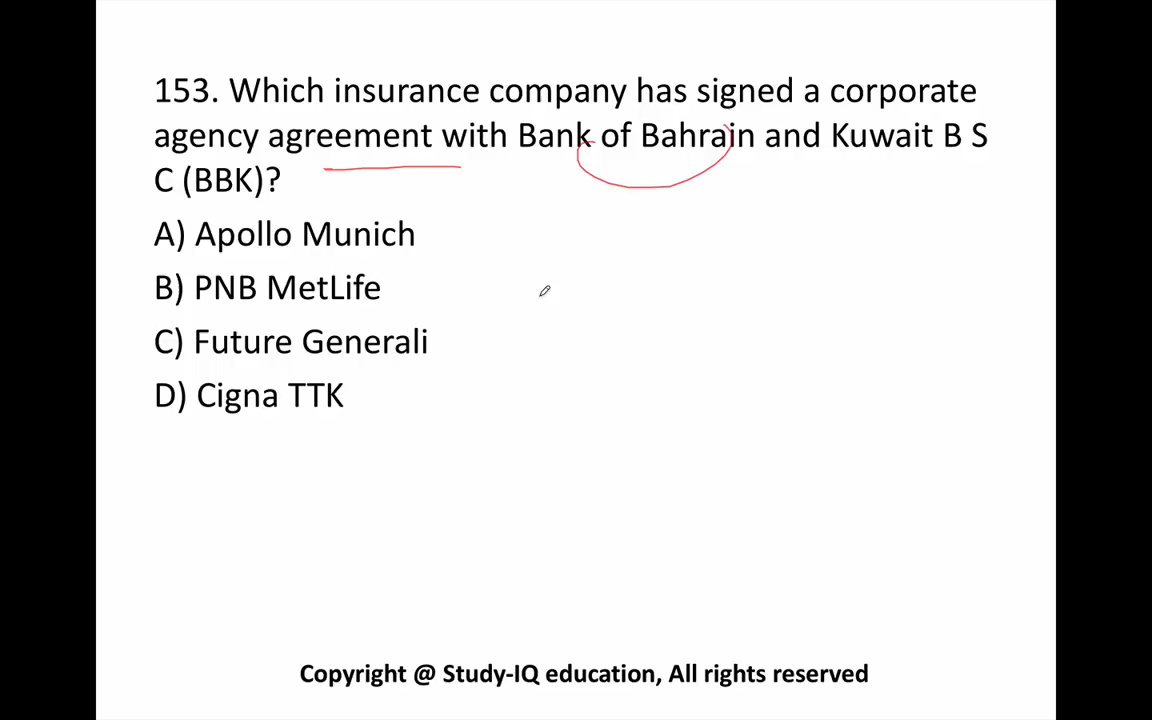 153. Which insurance company has signed a corporate
agency agreement with Bank of Bahrain and Kuwait B S
C (BBK)?
A) Apollo Munich
B) PNB MetLife
C) Future Generali
D) Cigna TTK
Copyright @ Study-IQ education, All rights reserved